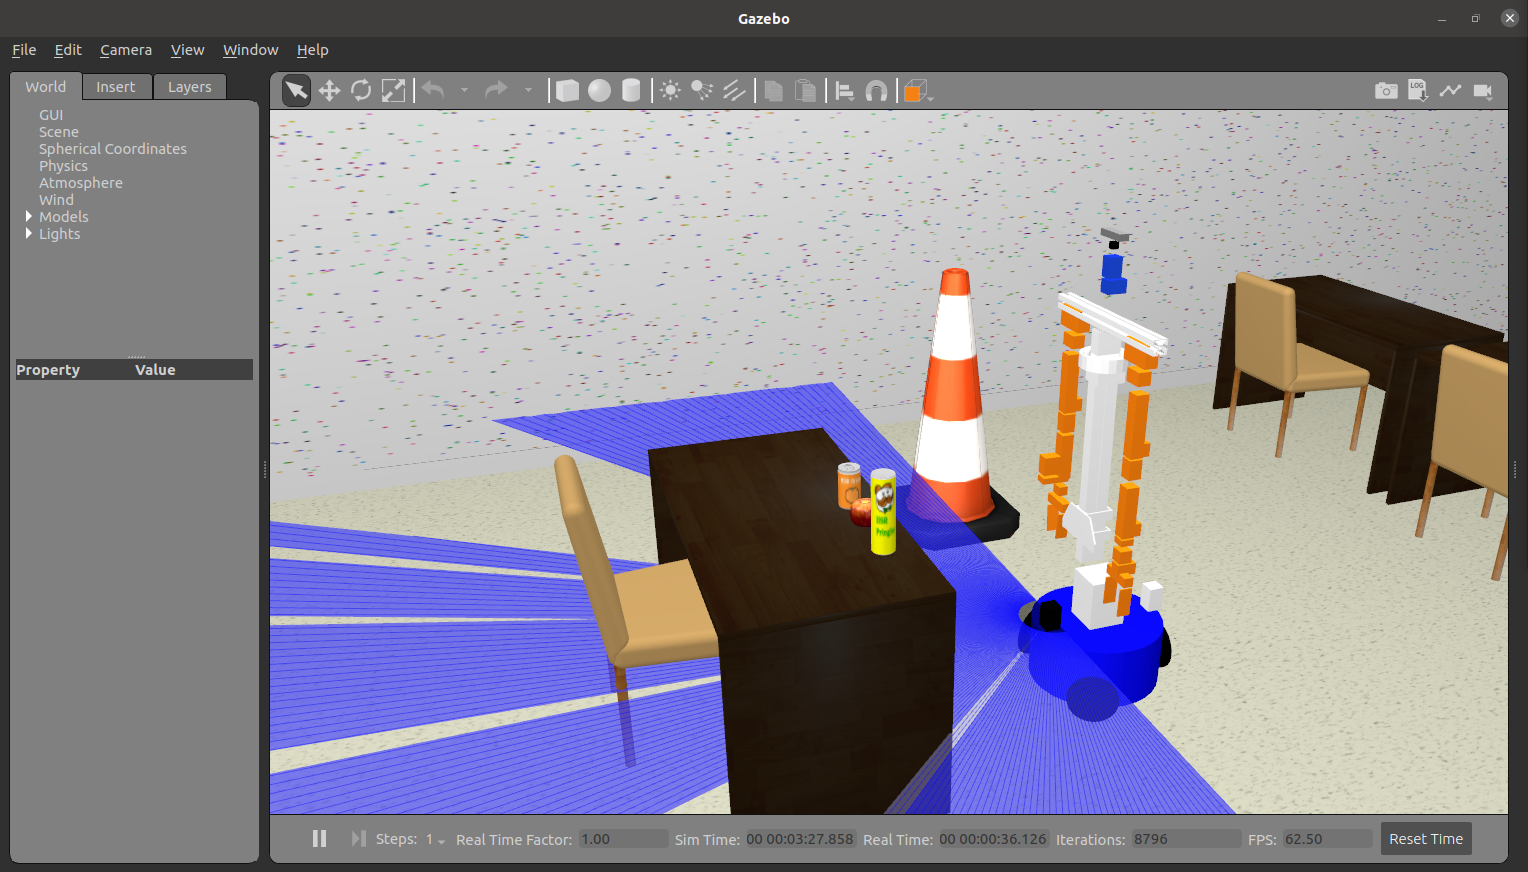 Gazebo
File Edit Camera View Window Help
World Insert Layers
GUI
Scene
Spherical Coordinates
Physics
Atmosphere
Wind
Models
Lights
Property Value
LOG
Pringles
Steps: 1 Real Time Factor: 1.00 Sim Time: 00 00:03:27.858 Real Time: 00 00:00:36.126 Iterations: 8796 FPS: 62.50 Reset Time